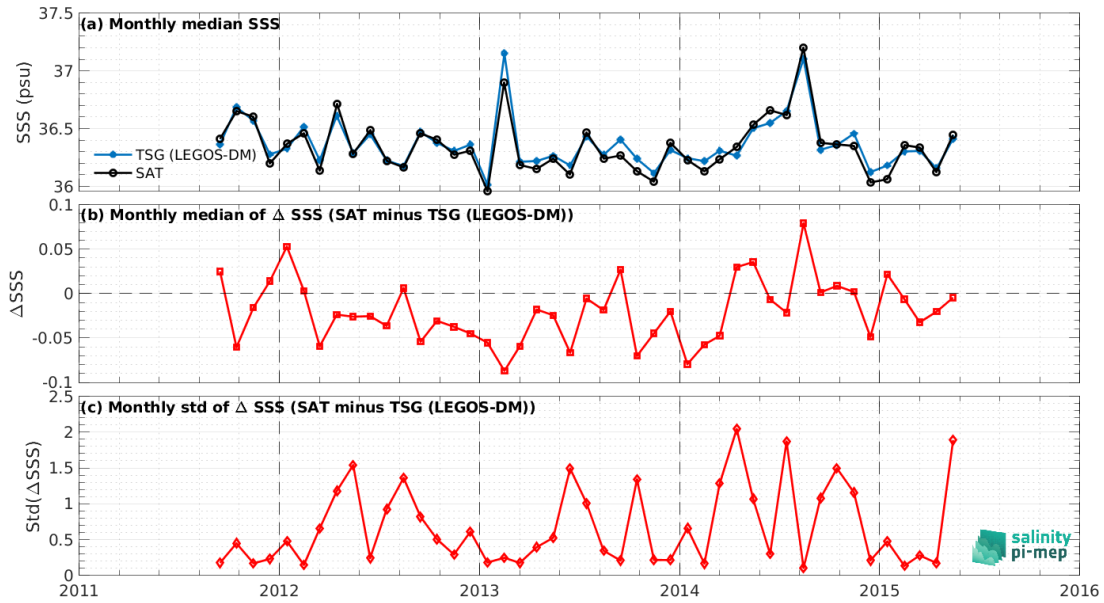 (a) Monthly median SSS
37.5
37
36.5
36
SSS (psu)
TSG (LEGOS-DM)
SAT
(b) Monthly median of Δ SSS (SAT minus TSG (LEGOS-DM))
0.1
0.05
0
-0.05
-0.1
ΔSSS
(c) Monthly std of Δ SSS (SAT minus TSG (LEGOS-DM))
2.5
2
1.5
1
0.5
0
Std(ΔSSS)
salinity
pi-mep
2011 2012 2013 2014 2015 2016